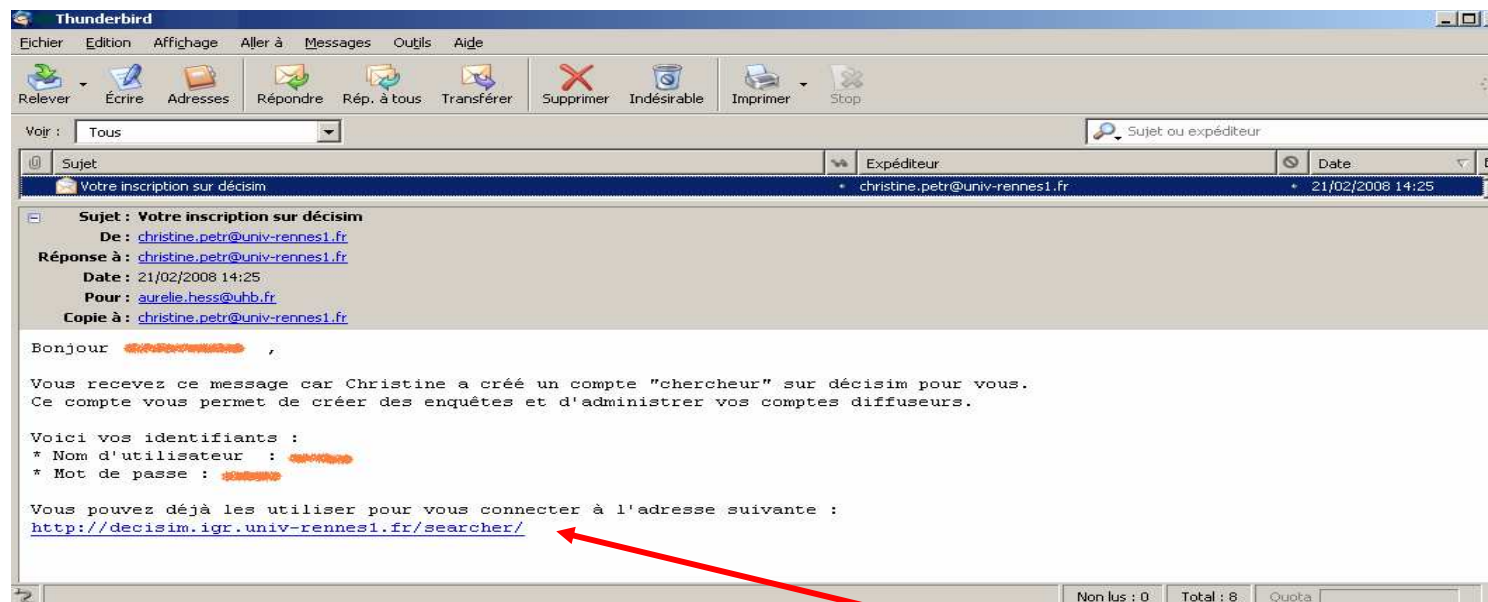 Thunderbird
Eichier Edition Affichage Aller à Messages Outils Aide
Relever Écrire Adresses Répondre Rép. à tous Transférer Supprimer Indésirable Imprimer Stop
Voir : Tous Sujet ou expéditeur
Sujet Expéditeur Date
Votre inscription sur décisim christine.petr@univ-rennes1.fr 21/02/2008 14:25
Sujet : Votre inscription sur décisim
De : christine.petr@univ-rennes1.fr
Réponse à : christine.petr@univ-rennes1.fr
Date : 21/02/2008 14:25
Pour : aurelie.hess@uhb.fr
Copie à : christine.petr@univ-rennes1.fr
Bonjour ,
Vous recevez ce message car Christine a créé un compte "chercheur" sur décisim pour vous.
Ce compte vous permet de créer des enquêtes et d'administrer vos comptes diffuseurs.
Voici vos identifiants :
* Nom d'utilisateur :
* Mot de passe :
Vous pouvez déjà les utiliser pour vous connecter à l'adresse suivante :
http://decisim.igr.univ-rennes1.fr/searcher/
Non lus : 0 Total : 8 Quota